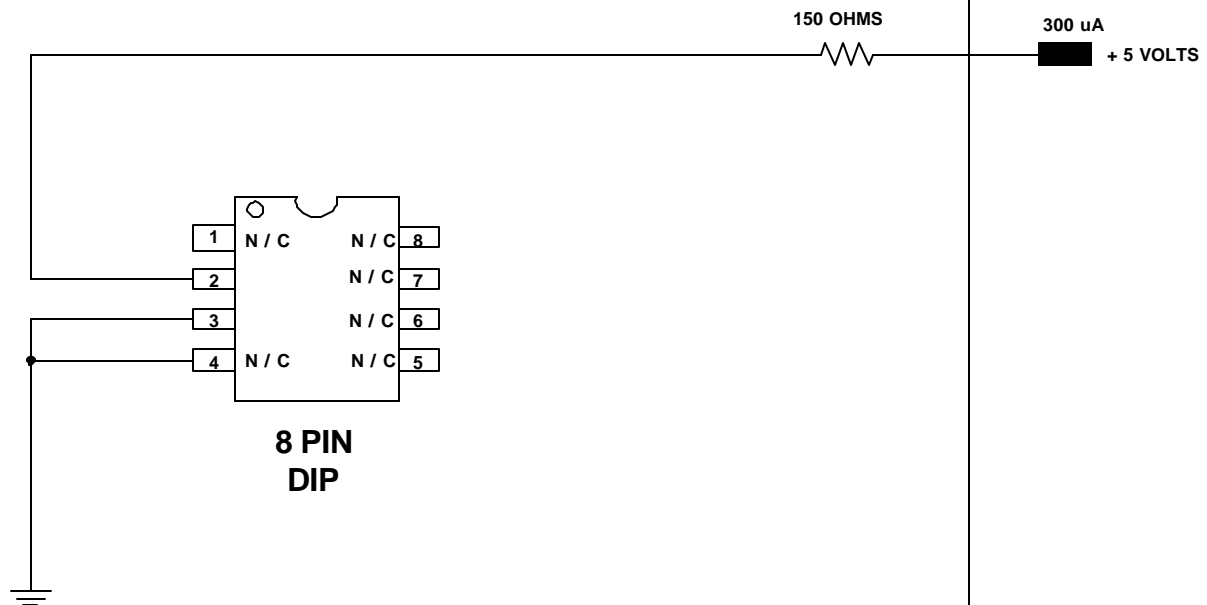 150 OHMS
300 uA
+ 5 VOLTS
1 N / C N / C 8
2 N / C 7
3 N / C 6
4 N / C N / C 5
8 PIN
DIP